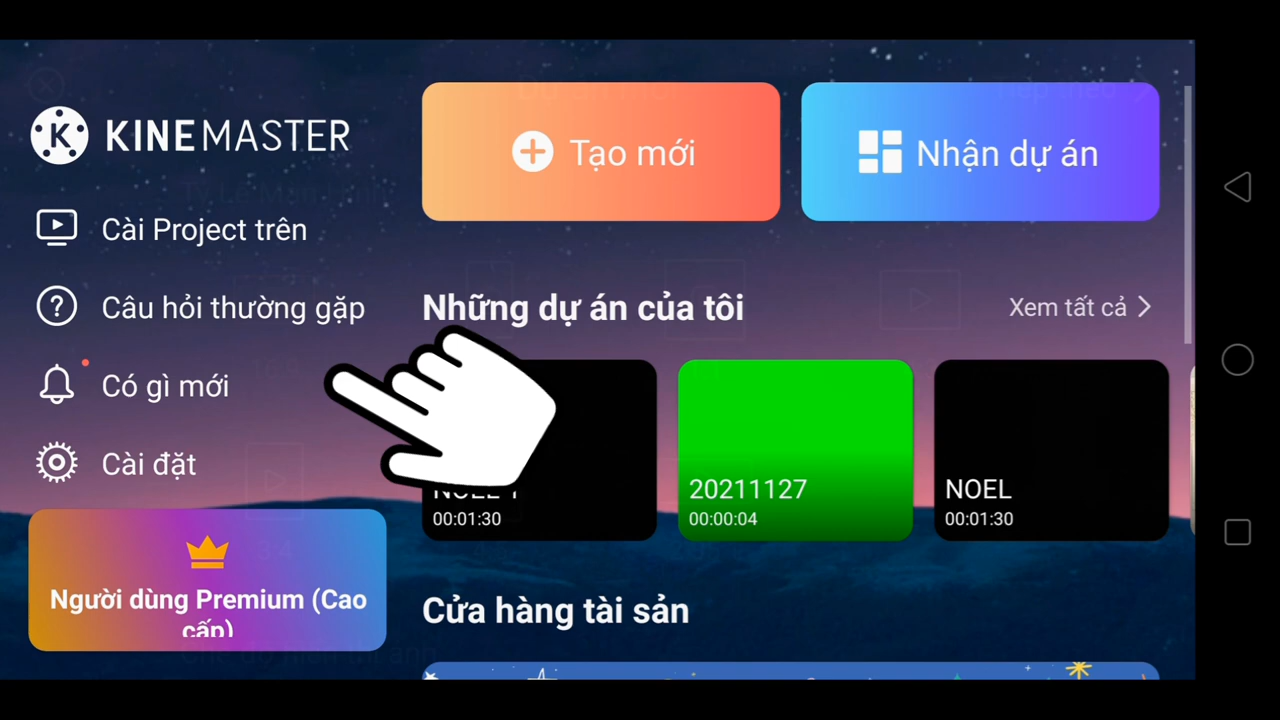 KINEMASTER
Cài Project trên
Câu hỏi thường gặp
Có gì mới
Cài đặt
Người dùng Premium (Cao
cấp)
Tạo mới
Nhận dự án
Những dự án của tôi
Xem tất cả
NOEL 1
00:01:30
20211127
00:00:04
NOEL
00:01:30
Cửa hàng tài sản